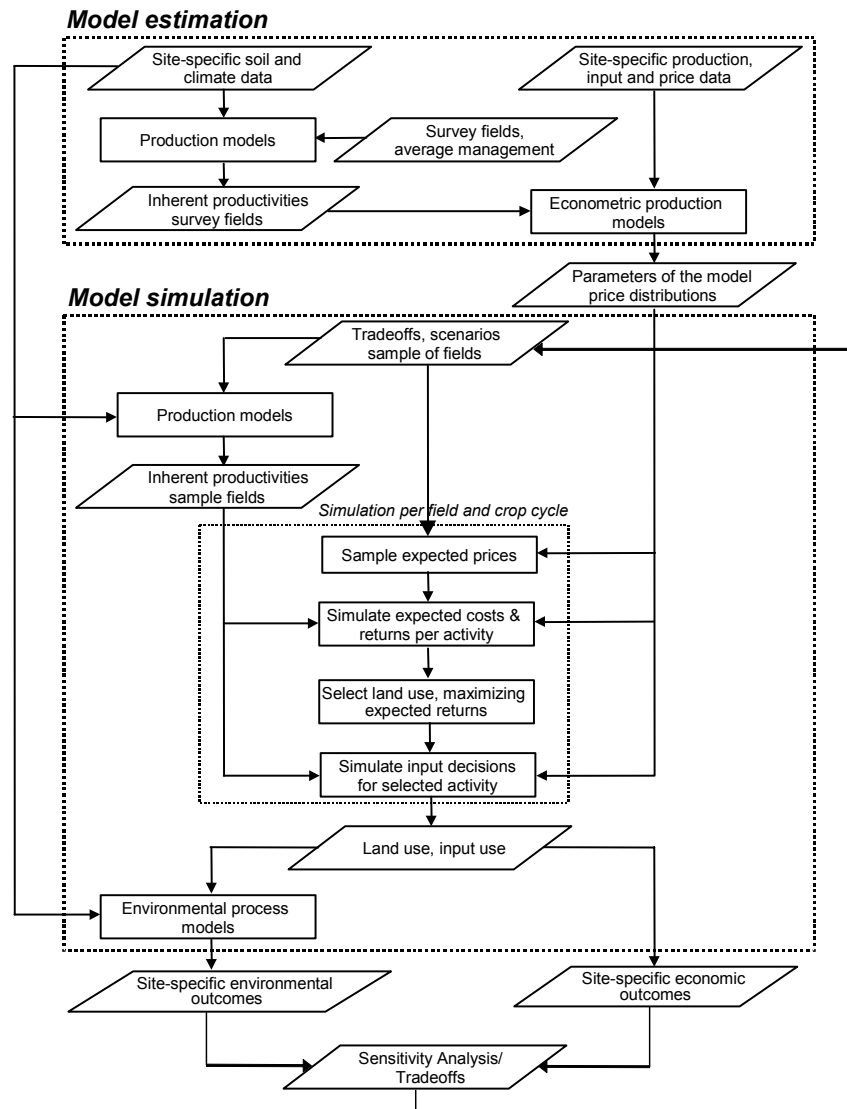 Model estimation
Site-specific soil and
climate data
Site-specific production,
input and price data
Production models
Survey fields,
average management
Inherent productivities
survey fields
Econometric production
models
Parameters of the model
price distributions
Model simulation
Tradeoffs, scenarios
sample of fields
Production models
Inherent productivities
sample fields
Simulation per field and crop cycle
Sample expected prices
Simulate expected costs &
returns per activity
Select land use, maximizing
expected returns
Simulate input decisions
for selected activity
Land use, input use
Environmental process
models
Site-specific environmental
outcomes
Site-specific economic
outcomes
Sensitivity Analysis/
Tradeoffs